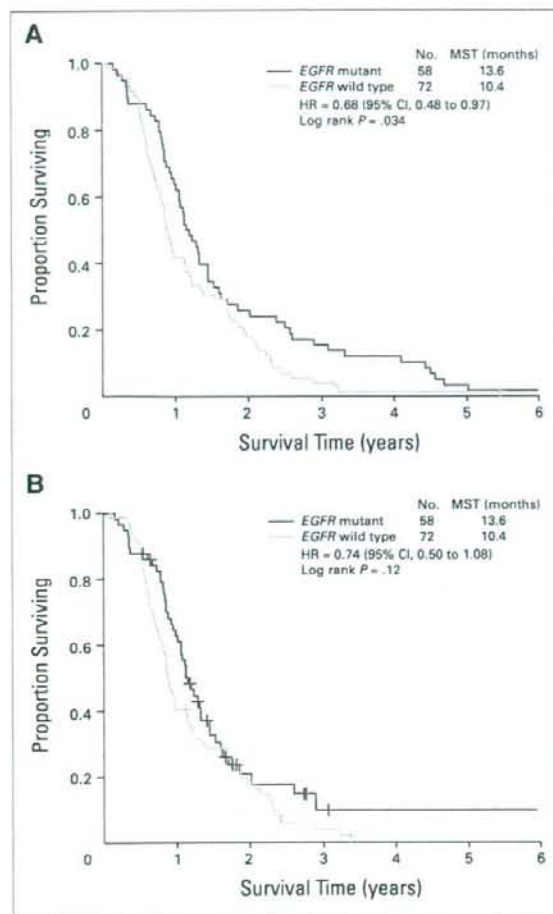 A
No. MST (months)
EGFR mutant 58 13.6
EGFR wild type 72 10.4
HR = 0.68 (95% CI, 0.48 to 0.97)
Log rank P = .034
Proportion Surviving
1.0
0.8
0.6
0.4
0.2
0 1 2 3 4 5 6
Survival Time (years)
B
No. MST (months)
EGFR mutant 58 13.6
EGFR wild type 72 10.4
HR = 0.74 (95% CI, 0.50 to 1.08)
Log rank P = .12
Proportion Surviving
1.0
0.8
0.6
0.4
0.2
0 1 2 3 4 5 6
Survival Time (years)